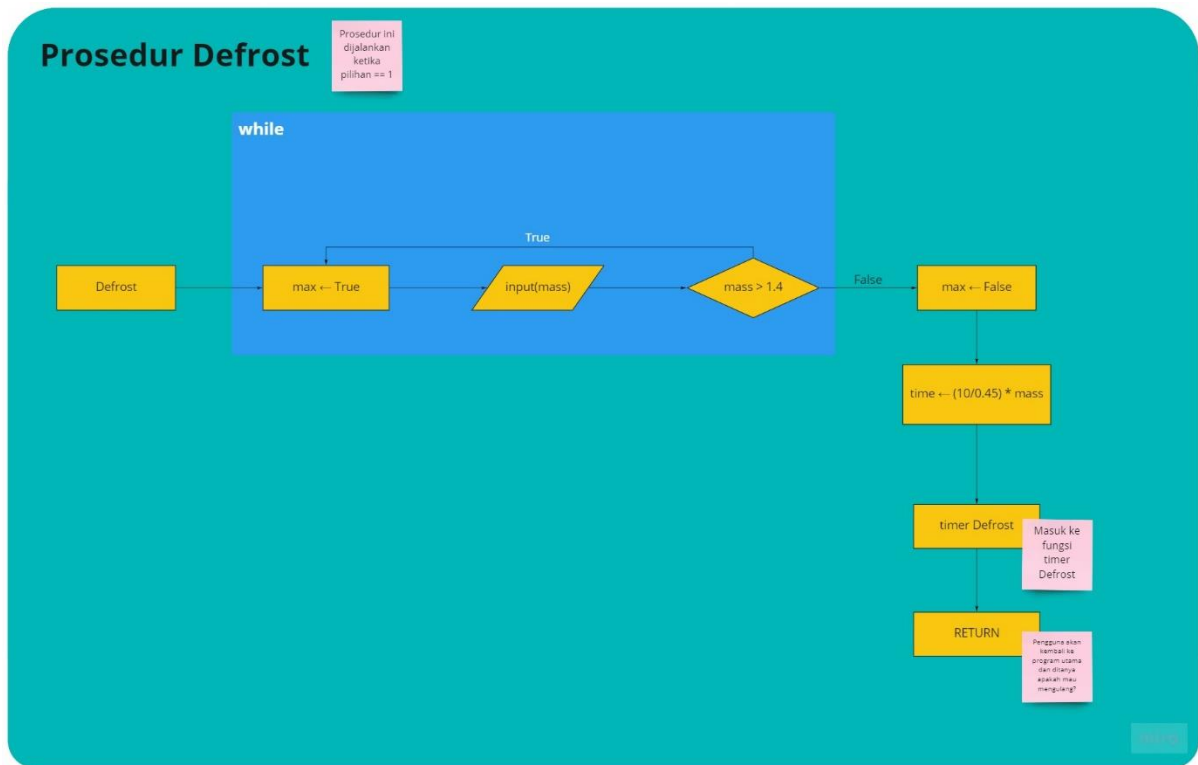 Prosedur Defrost
Prosedur ini
dijalankan
ketika
pilihan == 1
while
True
Defrost
max ← True
input(mass)
mass > 1.4
False
max ← False
time ← (10/0.45) * mass
timer Defrost
Masuk ke
fungsi
timer
Defrost
RETURN
Pengguna akan
kembali ke
program utama
dan ditanya
apakah mau
mengulang?
miro